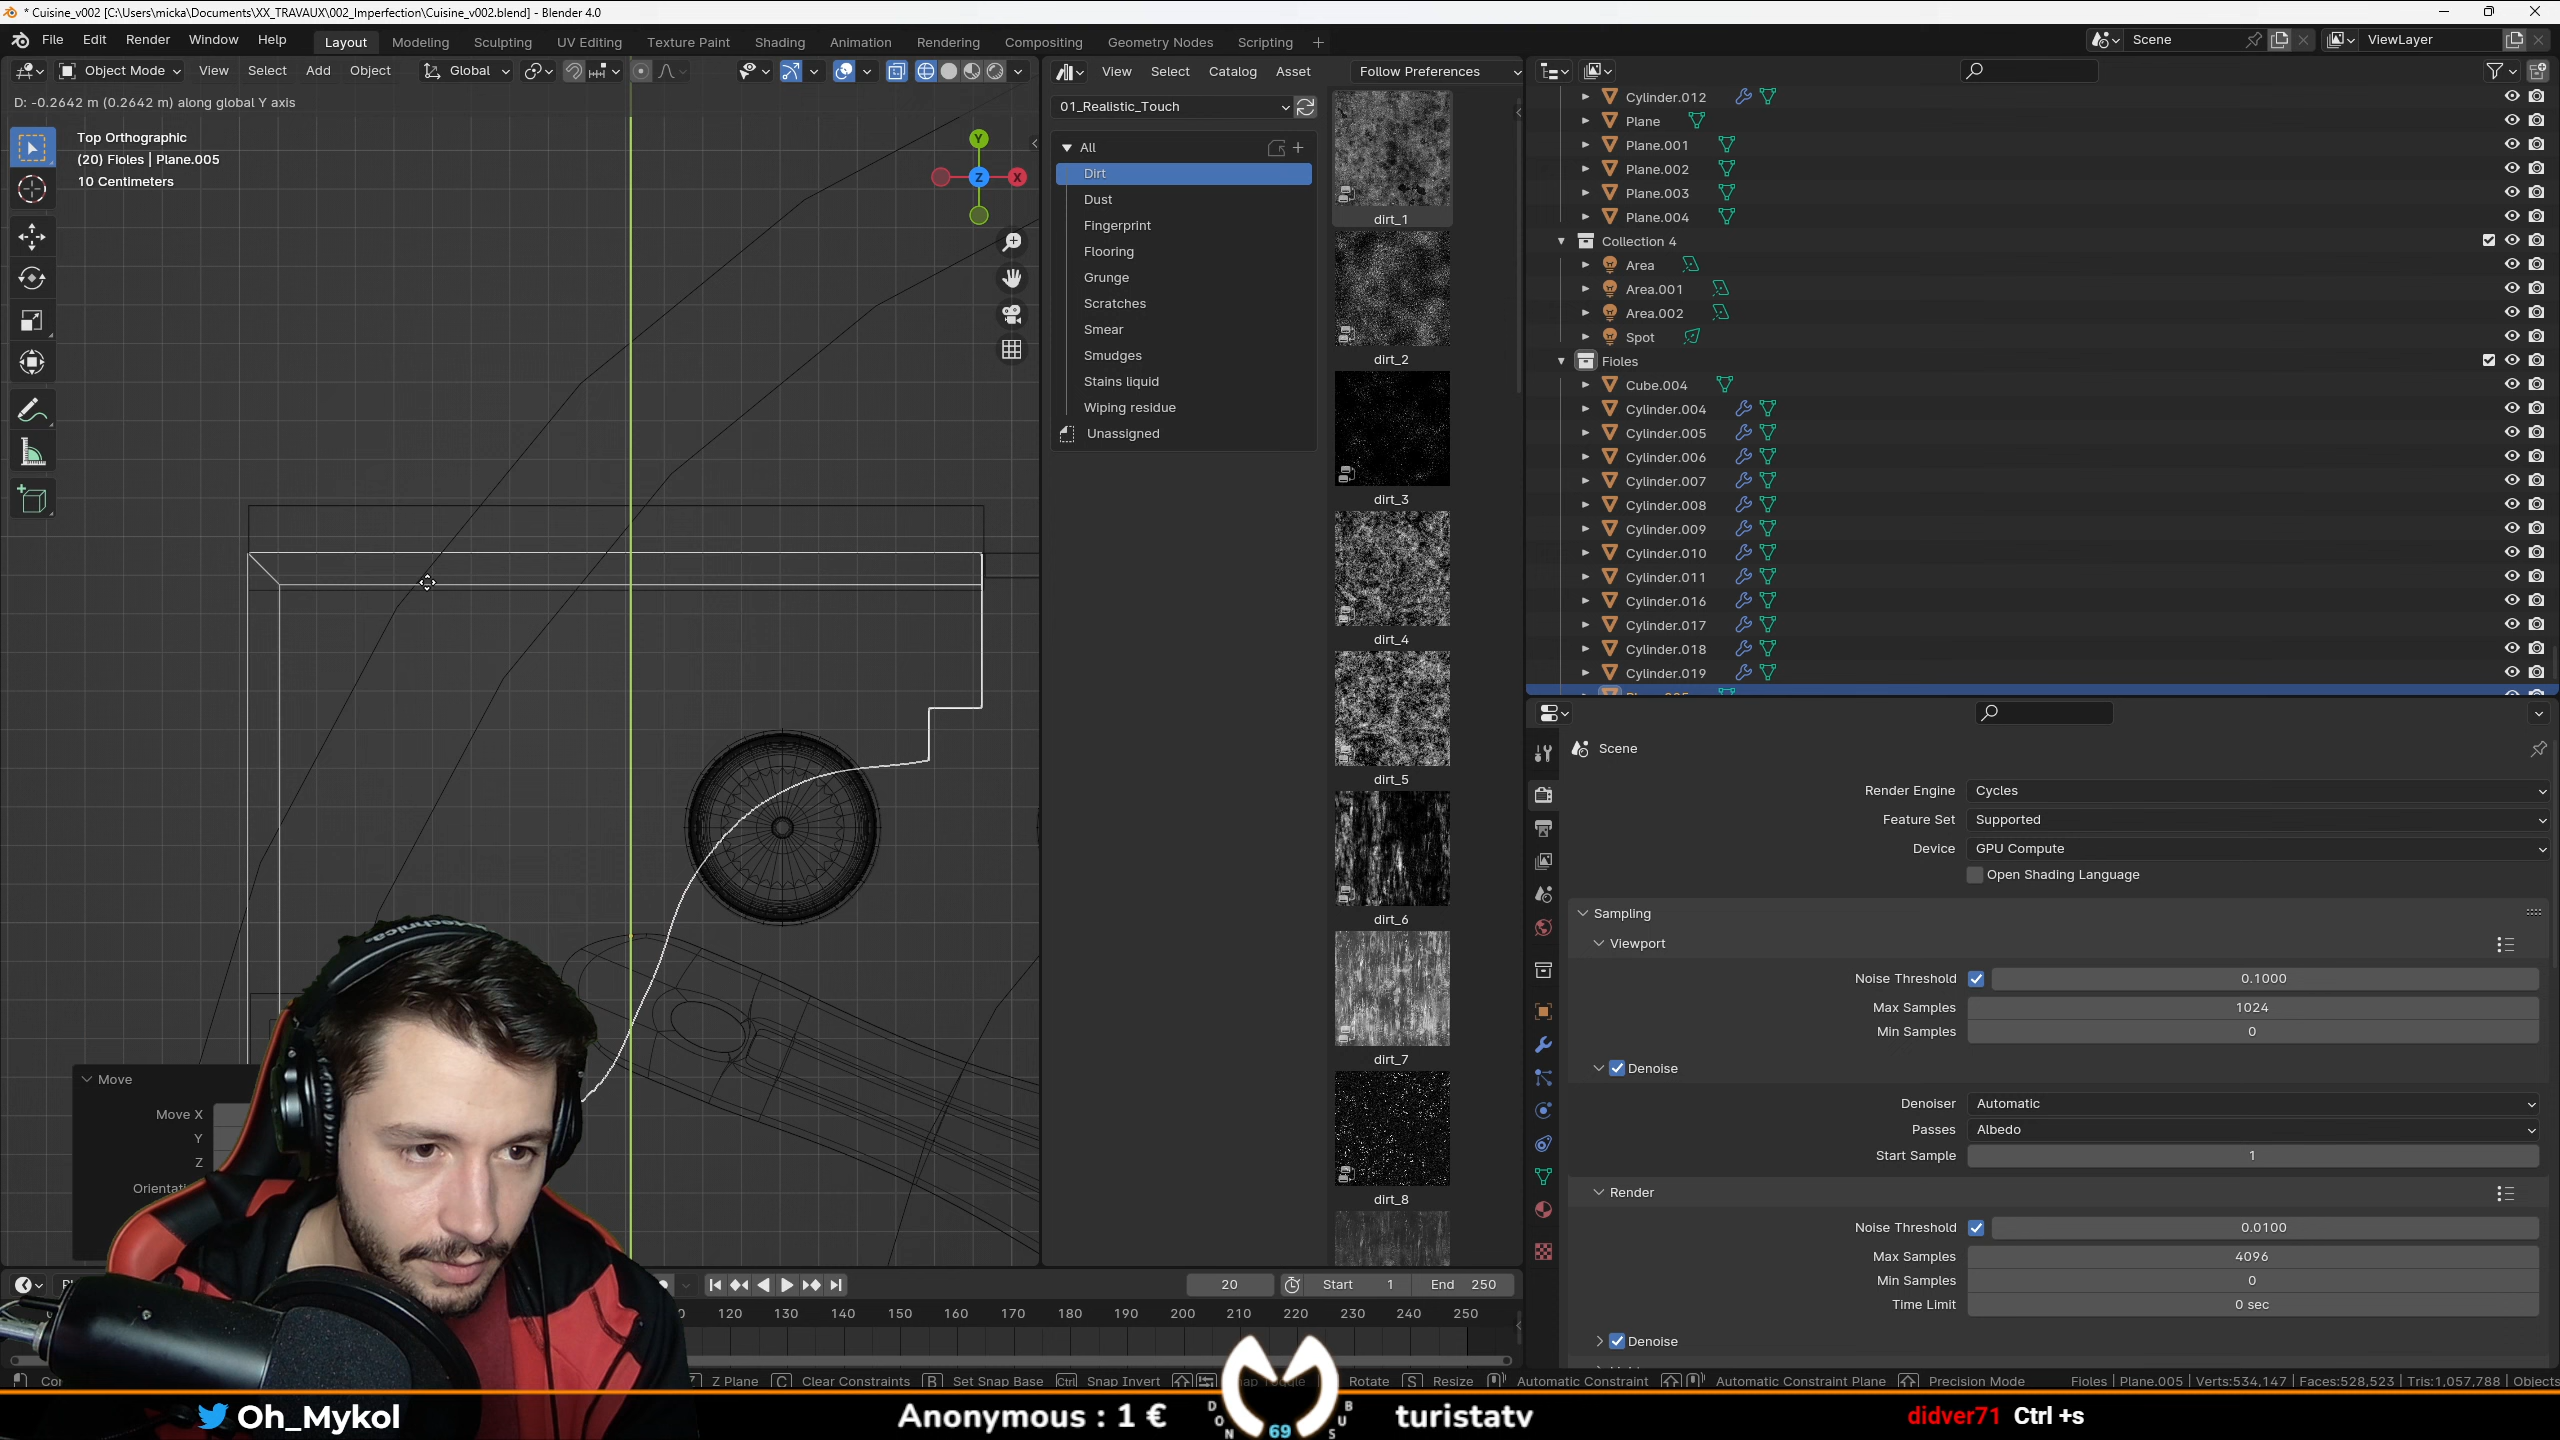 * Cuisine_v002 [C:\Users\micka\Documents\XX_TRAVAUX\002_Imperfection\Cuisine_v002.blend] - Blender 4.0
File Edit Render Window Help
Layout Modeling Sculpting UV Editing Texture Paint Shading Animation Rendering Compositing Geometry Nodes Scripting +
Scene
ViewLayer
Object Mode View Select Add Object Global
D: -0.2642 m (0.2642 m) along global Y axis
Top Orthographic
(20) Fioles | Plane.005
10 Centimeters
Y
Z
X
Move
Move X
Y
Z
View Select Catalog Asset Follow Preferences
01_Realistic_Touch
All
Dirt
Dust
Fingerprint
Flooring
Grunge
Scratches
Smear
Smudges
Stains liquid
Wiping residue
Unassigned
dirt_1
dirt_2
dirt_3
dirt_4
dirt_5
dirt_6
dirt_7
dirt_8
Cylinder.012
Plane
Plane.001
Plane.002
Plane.003
Plane.004
Collection 4
Area
Area.001
Area.002
Spot
Fioles
Cube.004
Cylinder.004
Cylinder.005
Cylinder.006
Cylinder.007
Cylinder.008
Cylinder.009
Cylinder.010
Cylinder.011
Cylinder.016
Cylinder.017
Cylinder.018
Cylinder.019
Scene
Render Engine Cycles
Feature Set Supported
Device GPU Compute
Open Shading Language
Sampling
Viewport
Noise Threshold 0.1000
Max Samples 1024
Min Samples 0
Denoise
Denoiser Automatic
Passes Albedo
Start Sample 1
Render
Noise Threshold 0.0100
Max Samples 4096
Min Samples 0
Time Limit 0 sec
Denoise
20 Start 1 End 250
120 130 140 150 160 170 180 190 200 210 220 230 240 250
Z Plane C Clear Constraints B Set Snap Base Ctrl Snap Invert Rotate S Resize Automatic Constraint Automatic Constraint Plane Precision Mode Fioles | Plane.005 | Verts:534,147 | Faces:528,523 | Tris:1,057,788 | Objects
Oh_Mykol
Anonymous : 1 €
DON
69
BUS
turistatv
didver71 Ctrl +s